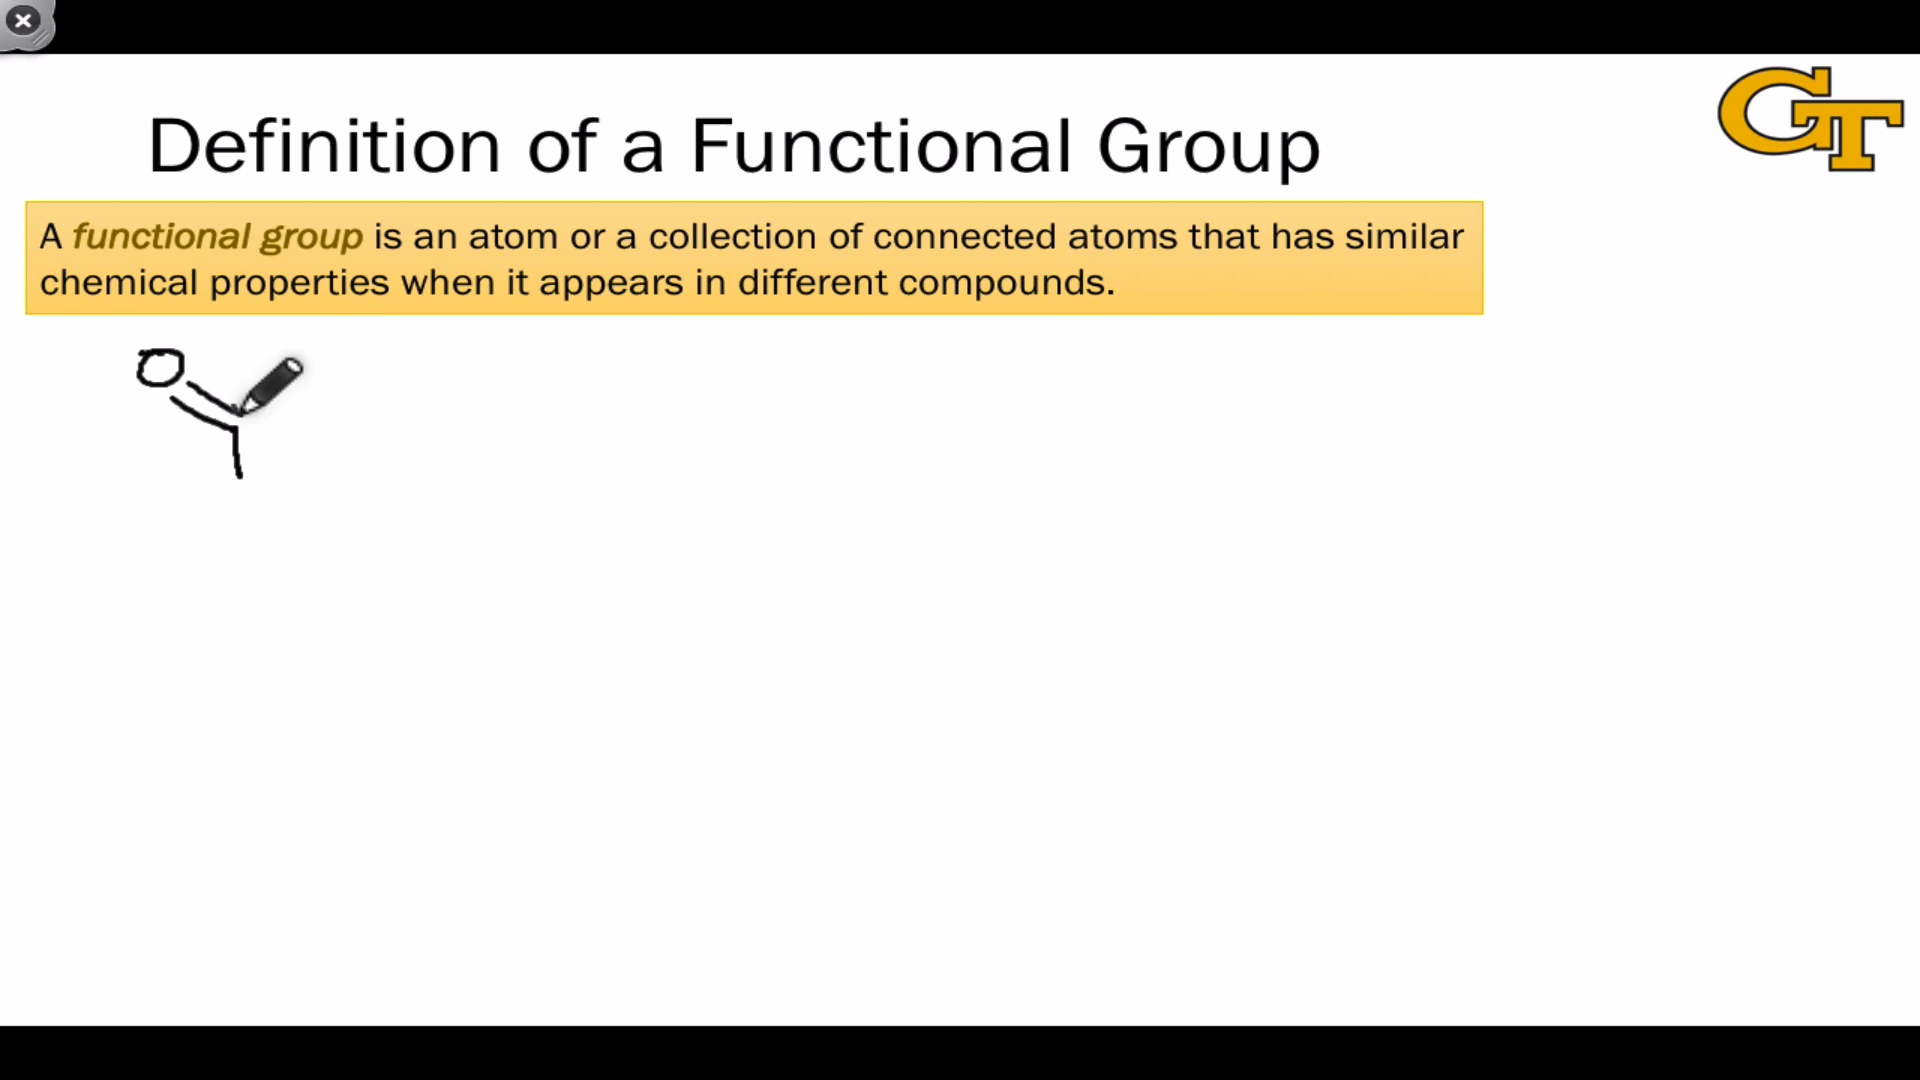 GT
Definition of a Functional Group
A functional group is an atom or a collection of connected atoms that has similar
chemical properties when it appears in different compounds.
O